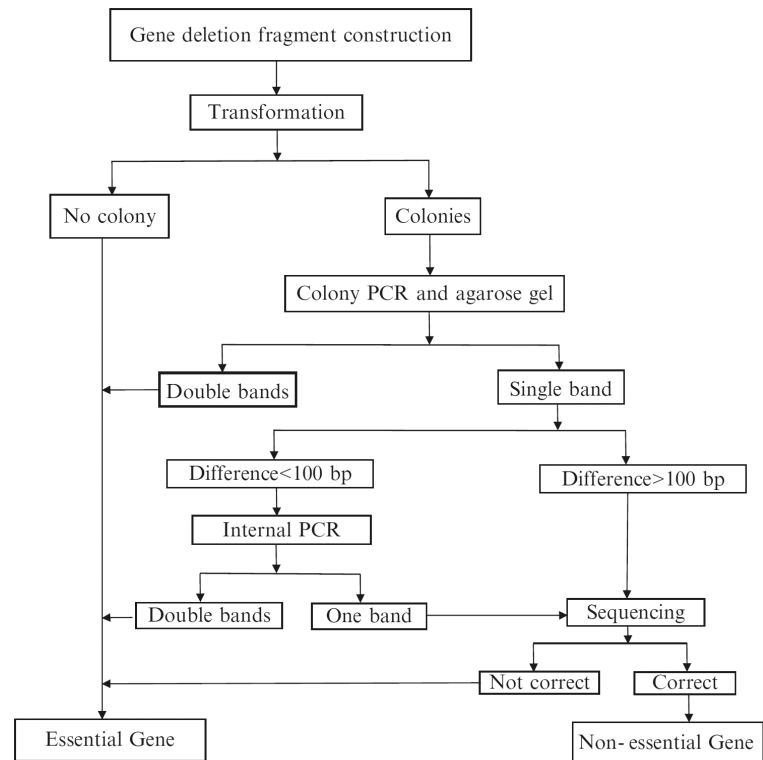 Gene deletion fragment construction
Transformation
No colony
Colonies
Colony PCR and agarose gel
Double bands
Single band
Difference<100 bp
Difference>100 bp
Internal PCR
Double bands
One band
Sequencing
Not correct
Correct
Essential Gene
Non- essential Gene